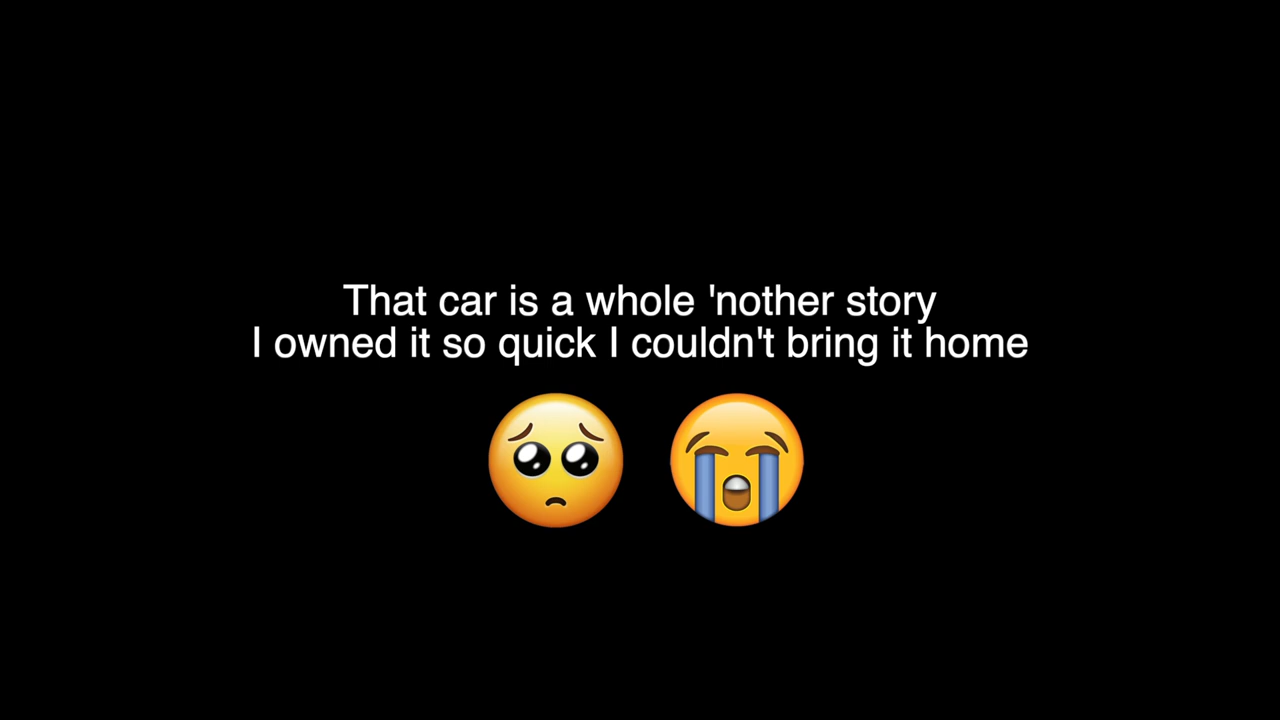 That car is a whole 'nother story
I owned it so quick I couldn't bring it home